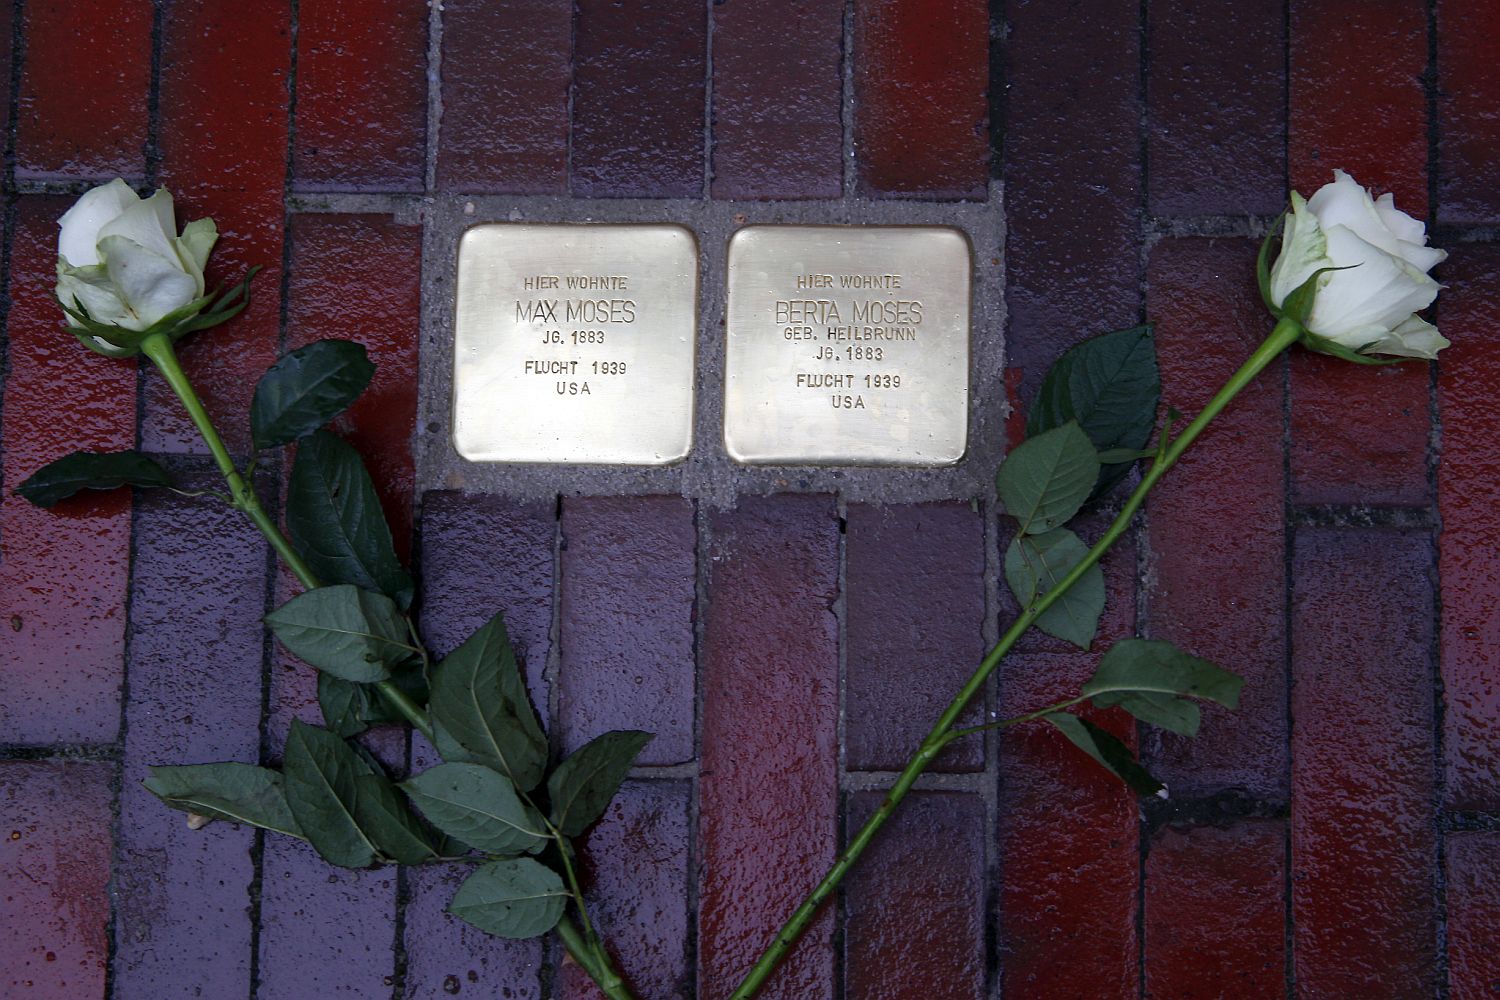 HIER WOHNTE
MAX MOSES
JG. 1883
FLUCHT 1939
USA
HIER WOHNTE
BERTA MOSES
GEB. HEILBRUNN
JG. 1883
FLUCHT 1939
USA